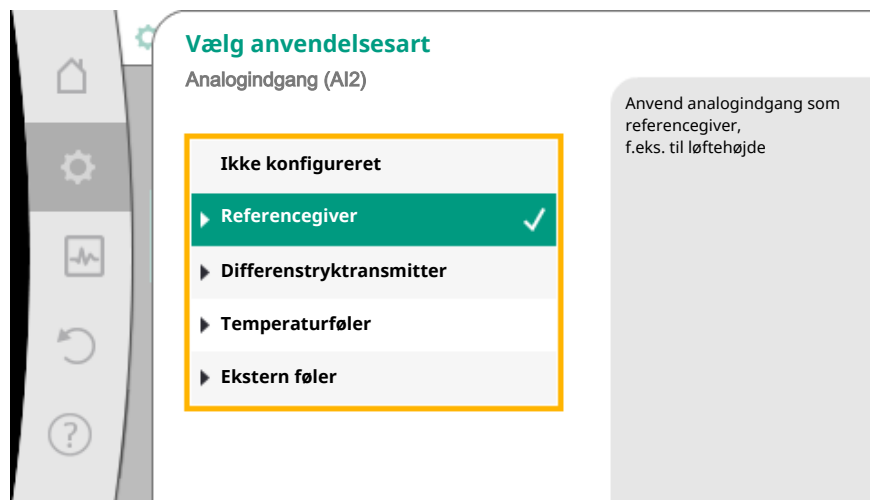 Vælg anvendelsesart
Analogindgang (AI2)
Ikke konfigureret
Referencegiver
Differenstryktransmitter
Temperaturføler
Ekstern føler
Anvend analogindgang som
referencegiver,
f.eks. til løftehøjde
?